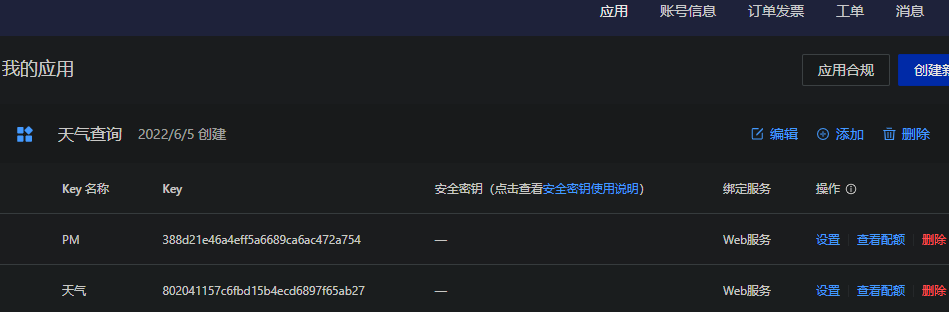 应用 账号信息 订单发票 工单 消息
我的应用 应用合规 创建新
天气查询 2022/6/5 创建 编辑 添加 删除
Key 名称 Key 安全密钥（点击查看安全密钥使用说明） 绑定服务 操作
PM 388d21e46a4eff5a6689ca6ac472a754 — Web服务 设置 查看配额 删除
天气 802041157c6fbd15b4ecd6897f65ab27 — Web服务 设置 查看配额 删除